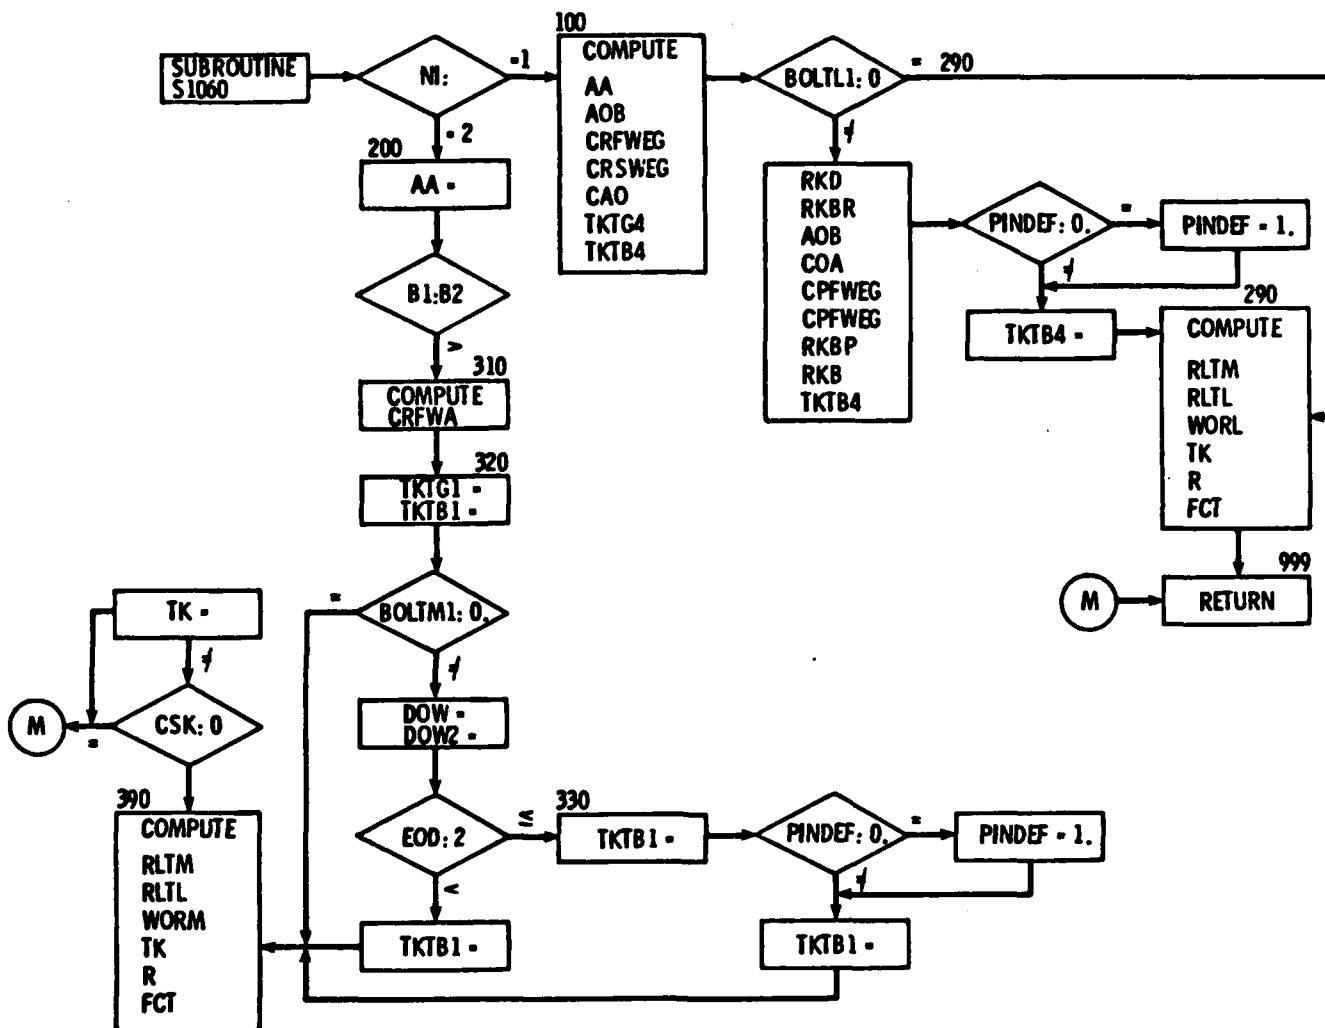 SUBROUTINE
S1060
N1:
=1
= 2
100
COMPUTE
AA
AOB
CRFWEG
CRSWEG
CAO
TKTG4
TKTB4
BOLTL1: 0
= 290
≠
RKD
RKBR
AOB
COA
CPFWEG
CPFWEG
RKBP
RKB
TKTB4
PINDEF: 0.
=
PINDEF = 1.
≠
TKTB4 =
290
COMPUTE
RLTM
RLTL
WORL
TK
R
FCT
999
RETURN
M
200
AA =
B1:B2
>
310
COMPUTE
CRFWA
320
TKTG1 =
TKTB1 =
BOLTM1: 0.
=
≠
DOW =
DOW2 =
EOD: 2
330
TKTB1 =
PINDEF: 0.
=
PINDEF = 1.
≠
TKTB1 =
TKTB1 =
TK =
≠
CSK: 0
=
M
390
COMPUTE
RLTM
RLTL
WORM
TK
R
FCT